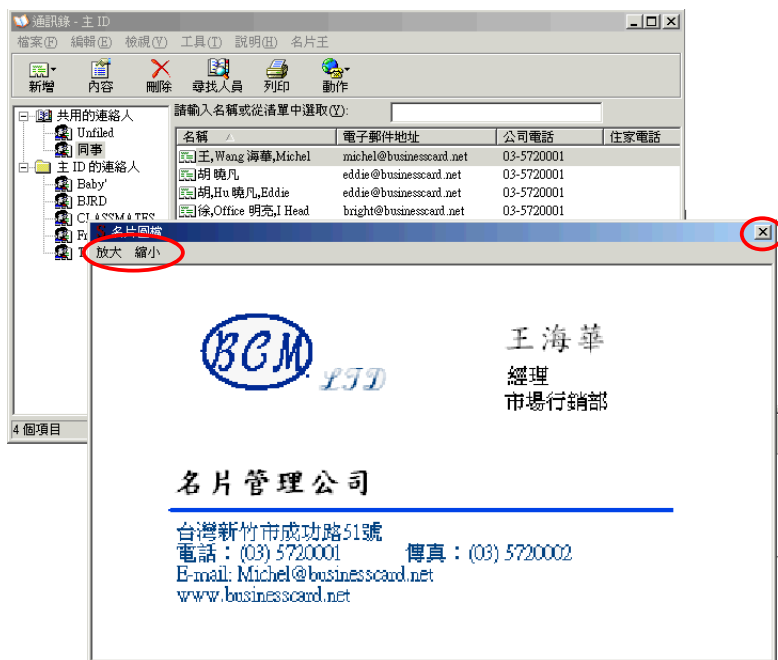 通訊錄 - 主 ID
檔案(F) 編輯(E) 檢視(V) 工具(T) 說明(H) 名片王
新增 內容 刪除 尋找人員 列印 動作
請輸入名稱或從清單中選取(Y):
共用的連絡人
Unfiled
同事
主 ID 的連絡人
Baby'
BJRD
CLASSMATES
名稱 電子郵件地址 公司電話 住家電話
王,Wang 海華,Michel michel@businesscard.net 03-5720001
胡 曉凡 eddie@businesscard.net 03-5720001
胡,Hu 曉凡,Eddie eddie@businesscard.net 03-5720001
徐,Office 明亮,I Head bright@businesscard.net 03-5720001
4 個項目
名片圖檔
放大 縮小
BCM LTD
王海華
經理
市場行銷部
名片管理公司
台灣新竹市成功路51號
電話：(03) 5720001 傳真：(03) 5720002
E-mail: Michel@businesscard.net
www.businesscard.net